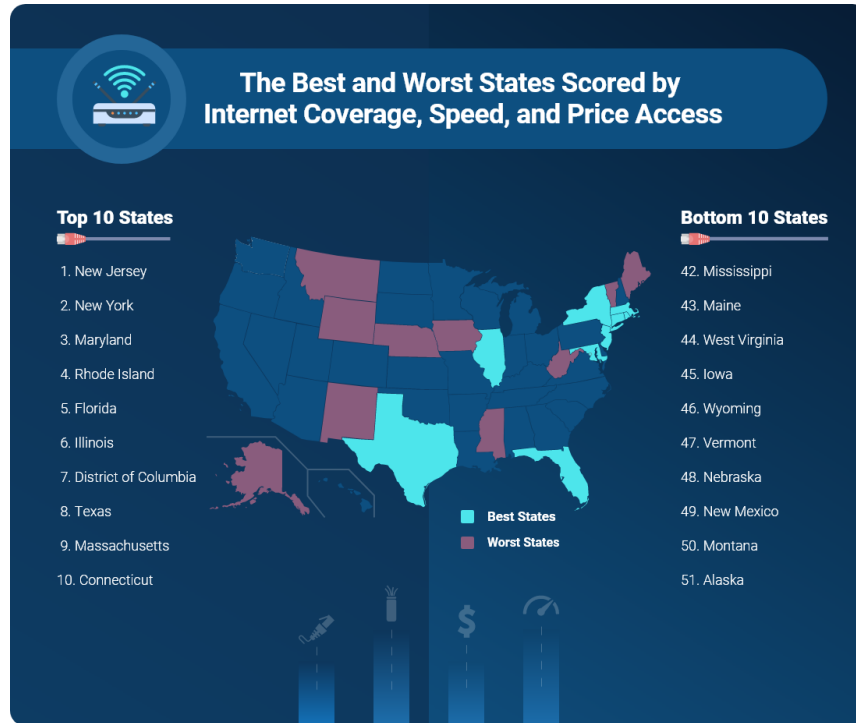 The Best and Worst States Scored by
Internet Coverage, Speed, and Price Access
Top 10 States
1. New Jersey
2. New York
3. Maryland
4. Rhode Island
5. Florida
6. Illinois
7. District of Columbia
8. Texas
9. Massachusetts
10. Connecticut
Best States
Worst States
Bottom 10 States
42. Mississippi
43. Maine
44. West Virginia
45. Iowa
46. Wyoming
47. Vermont
48. Nebraska
49. New Mexico
50. Montana
51. Alaska
$